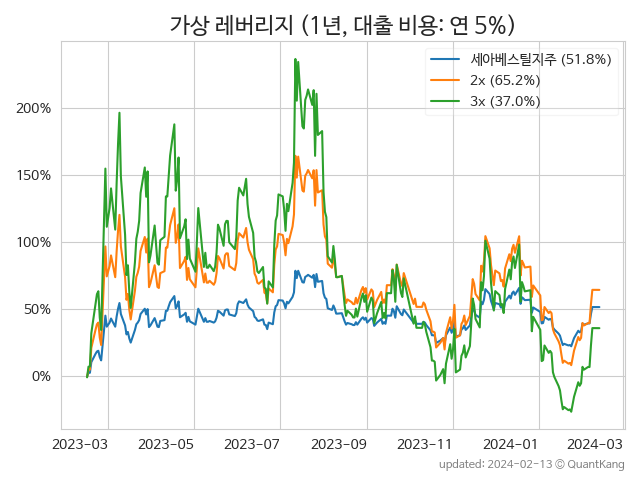 가상 레버리지 (1년, 대출 비용: 연 5%)
세아베스틸지주 (51.8%)
2x (65.2%)
3x (37.0%)
200%
150%
100%
50%
0%
2023-03 2023-05 2023-07 2023-09 2023-11 2024-01 2024-03
updated: 2024-02-13 © QuantKang